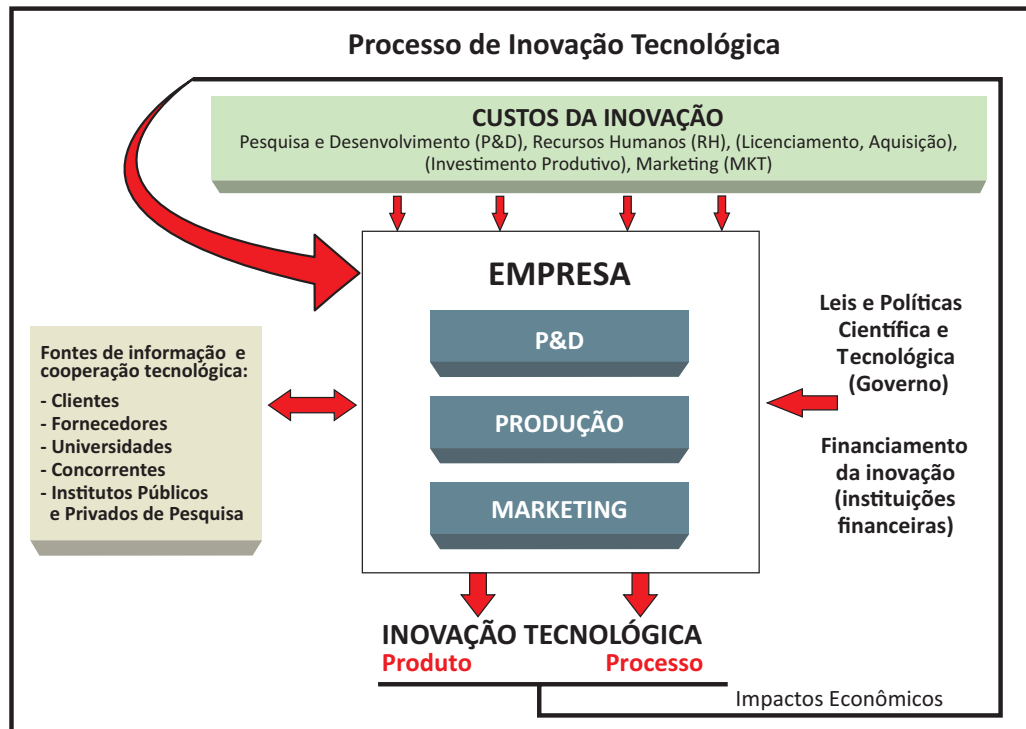 Processo de Inovação Tecnológica
CUSTOS DA INOVAÇÃO
Pesquisa e Desenvolvimento (P&D), Recursos Humanos (RH), (Licenciamento, Aquisição),
(Investimento Produtivo), Marketing (MKT)
EMPRESA
P&D
PRODUÇÃO
MARKETING
Fontes de informação e
cooperação tecnológica:
- Clientes
- Fornecedores
- Universidades
- Concorrentes
- Institutos Públicos
e Privados de Pesquisa
Leis e Políticas
Científica e
Tecnológica
(Governo)
Financiamento
da inovação
(instituições
financeiras)
INOVAÇÃO TECNOLÓGICA
Produto Processo
Impactos Econômicos